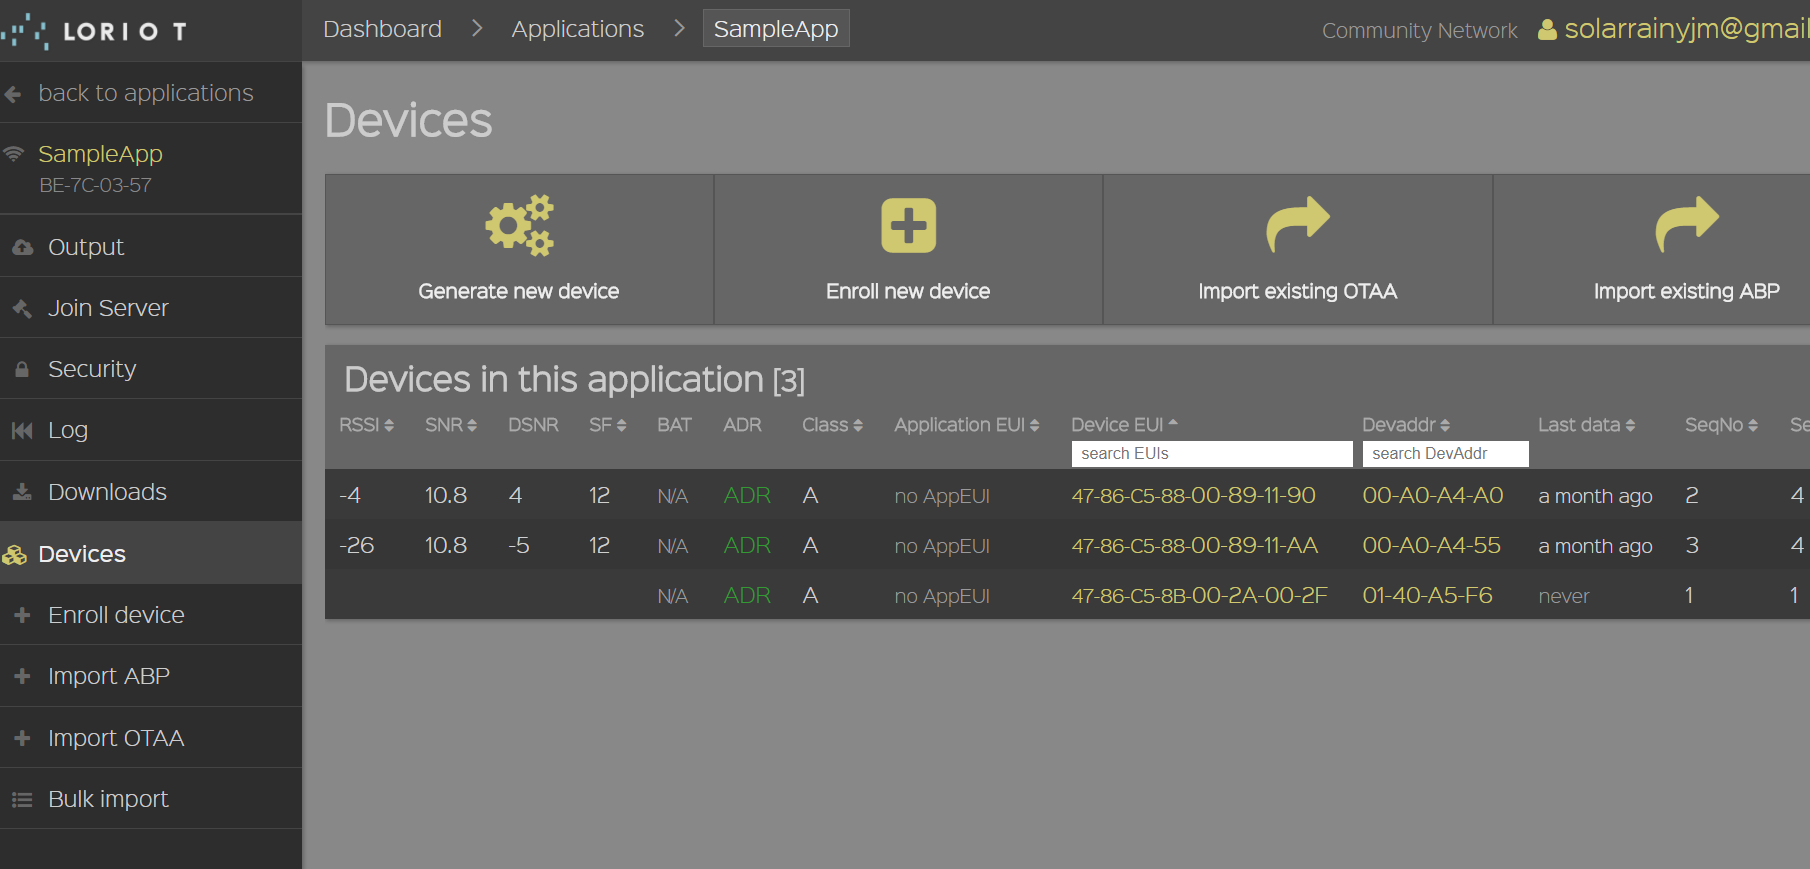 LORIOT
Dashboard > Applications > SampleApp
Community Network solarrainyjm@gmail
back to applications
SampleApp
BE-7C-03-57
Output
Join Server
Security
Log
Downloads
Devices
Enroll device
Import ABP
Import OTAA
Bulk import
Devices
Generate new device
Enroll new device
Import existing OTAA
Import existing ABP
Devices in this application [3]
RSSI SNR DSNR SF BAT ADR Class Application EUI Device EUI Devaddr Last data SeqNo Se
search EUIs search DevAddr
-4 10.8 4 12 N/A ADR A no AppEUI 47-86-C5-88-00-89-11-90 00-A0-A4-A0 a month ago 2 4
-26 10.8 -5 12 N/A ADR A no AppEUI 47-86-C5-88-00-89-11-AA 00-A0-A4-55 a month ago 3 4
N/A ADR A no AppEUI 47-86-C5-8B-00-2A-00-2F 01-40-A5-F6 never 1 1